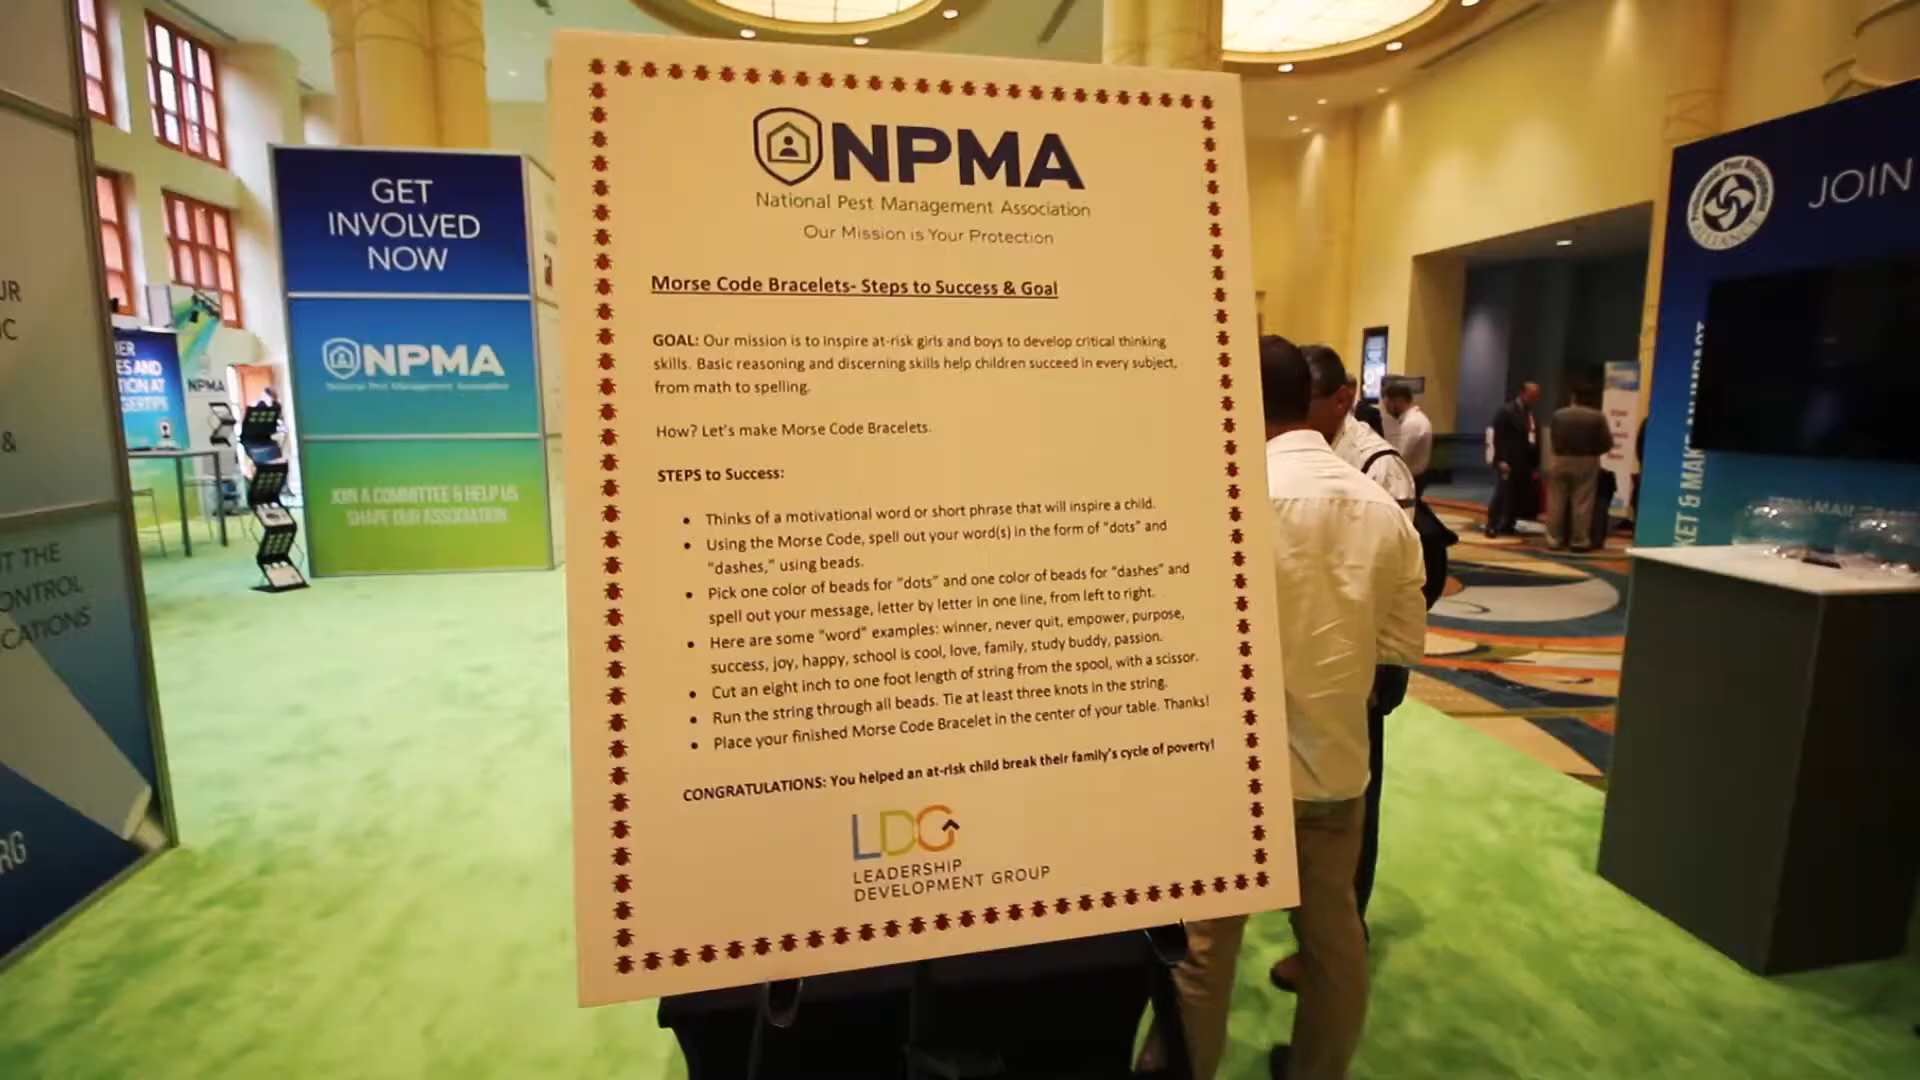 NPMA
National Pest Management Association
Our Mission is Your Protection
Morse Code Bracelets- Steps to Success & Goal
GOAL: Our mission is to inspire at-risk girls and boys to develop critical thinking
skills. Basic reasoning and discerning skills help children succeed in every subject,
from math to spelling.
How? Let's make Morse Code Bracelets.
STEPS to Success:
• Thinks of a motivational word or short phrase that will inspire a child.
• Using the Morse Code, spell out your word(s) in the form of "dots" and
"dashes," using beads.
• Pick one color of beads for "dots" and one color of beads for "dashes" and
spell out your message, letter by letter in one line, from left to right.
• Here are some "word" examples: winner, never quit, empower, purpose,
success, joy, happy, school is cool, love, family, study buddy, passion.
• Cut an eight inch to one foot length of string from the spool, with a scissor.
• Run the string through all beads. Tie at least three knots in the string.
• Place your finished Morse Code Bracelet in the center of your table. Thanks!
CONGRATULATIONS: You helped an at-risk child break their family's cycle of poverty!
LDG
LEADERSHIP
DEVELOPMENT GROUP
GET
INVOLVED
NOW
NPMA
National Pest Management Association
JOIN A COMMITTEE & HELP US
SHAPE OUR ASSOCIATION
NPMA
ES AND
&
THE
JOIN
ALLIANCE